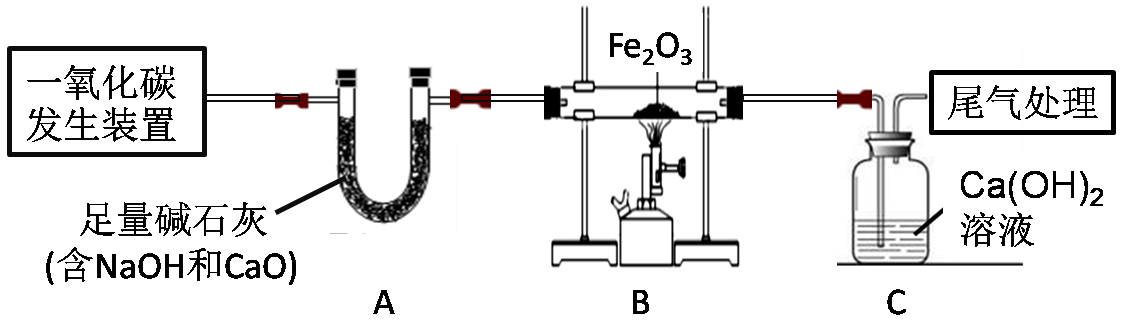 一氧化碳
发生装置
Fe₂O₃
尾气处理
足量碱石灰
(含NaOH和CaO)
Ca(OH)₂
溶液
A
B
C